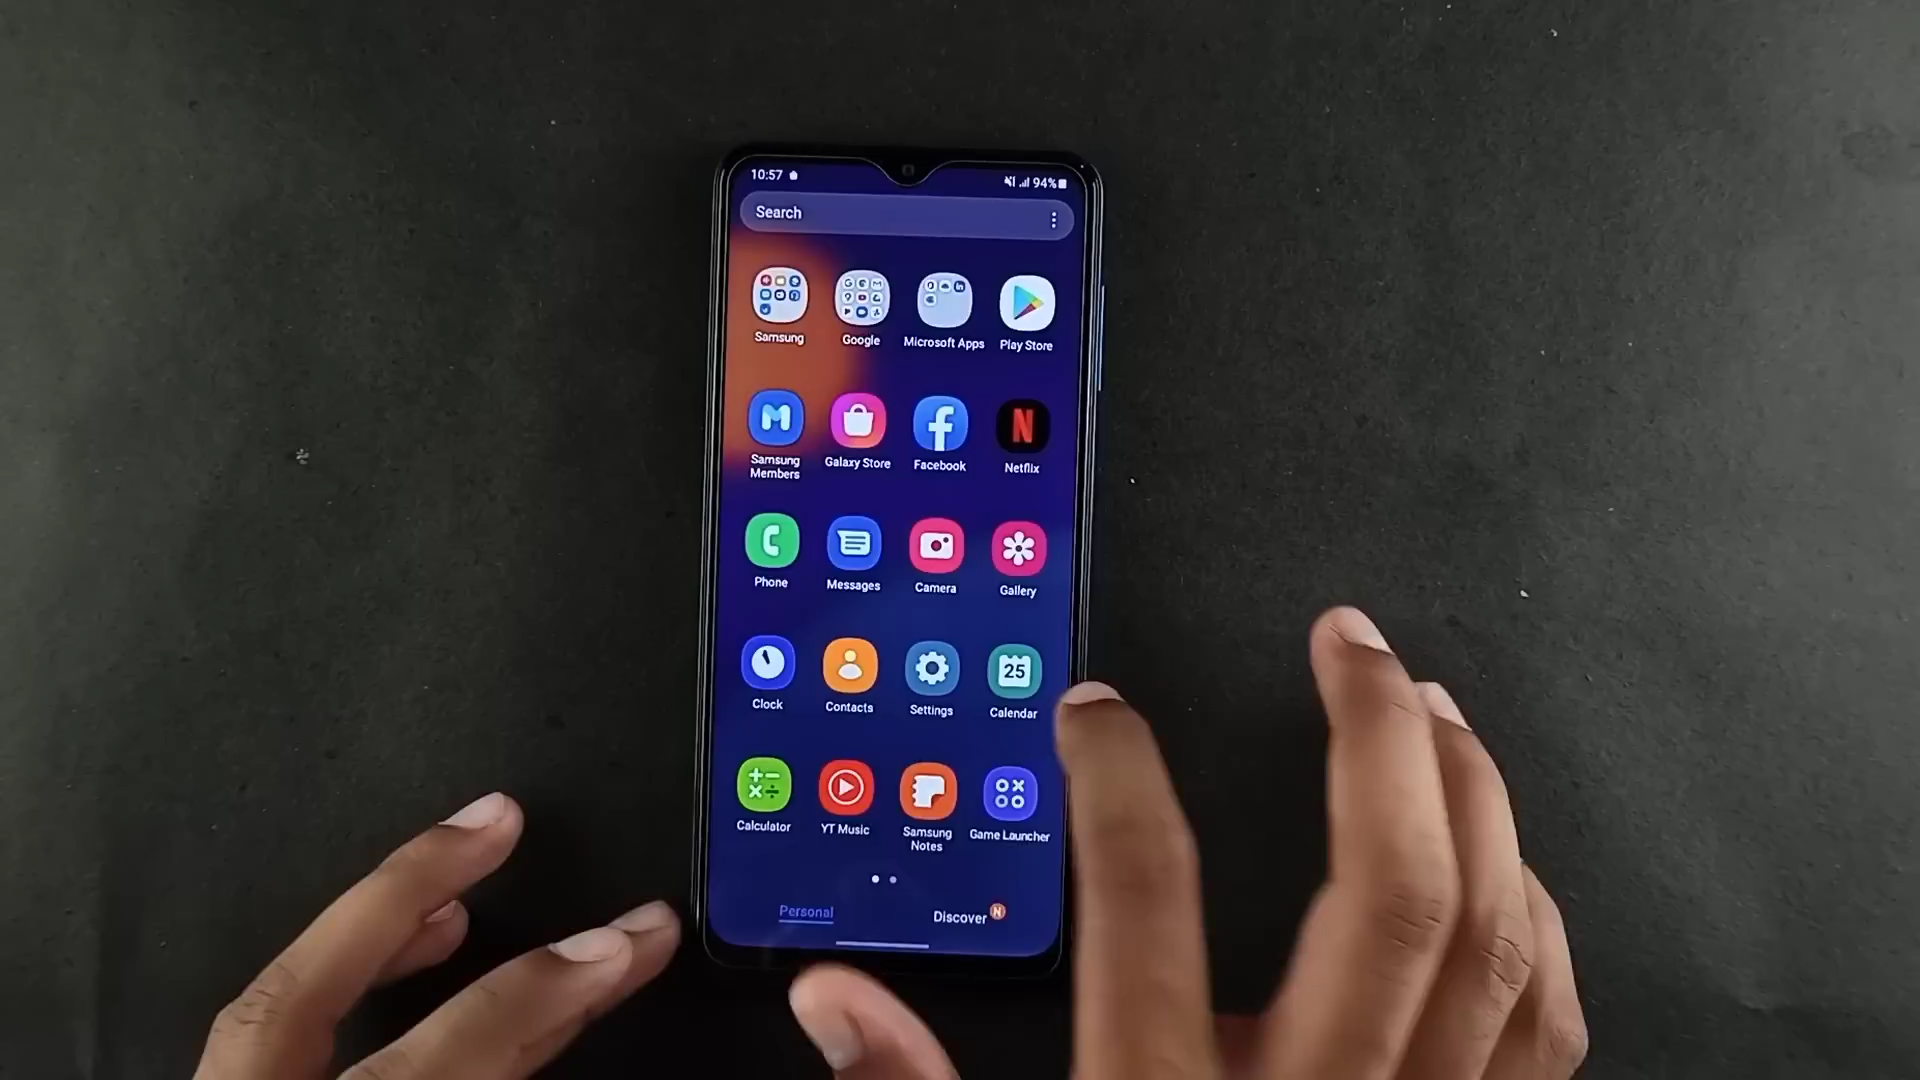 10:57
94%
Search
Samsung
Google
Microsoft Apps
Play Store
Samsung
Members
Galaxy Store
Facebook
N
Netflix
Phone
Messages
Camera
Gallery
Clock
Contacts
Settings
25
Calendar
Calculator
YT Music
Samsung
Notes
Game Launcher
Personal
Discover
N